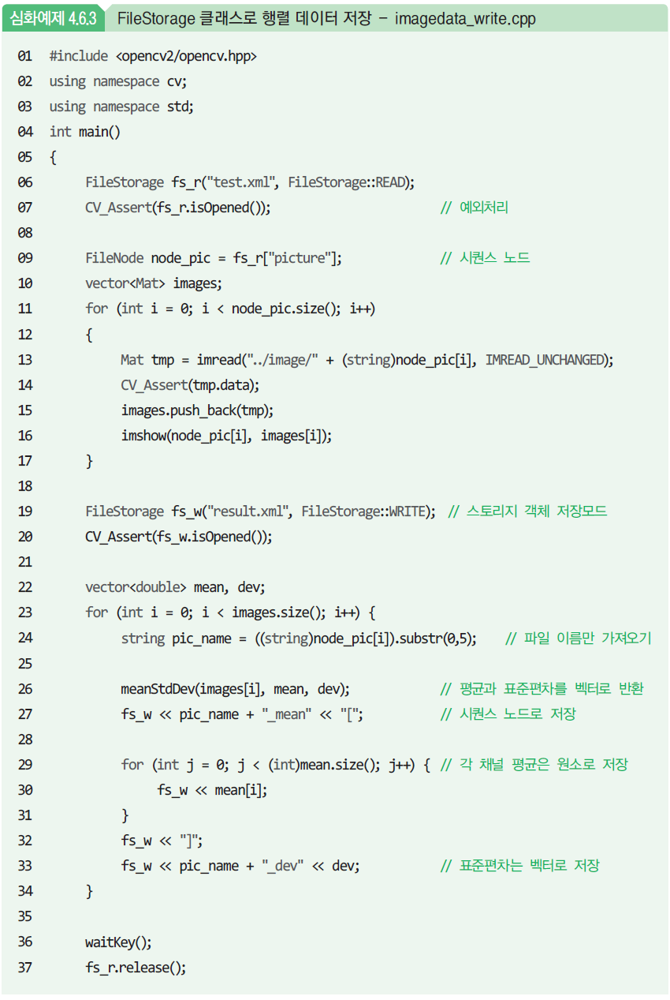 심화예제 4.6.3 FileStorage 클래스로 행렬 데이터 저장 - imagedata_write.cpp
01 #include <opencv2/opencv.hpp>
02 using namespace cv;
03 using namespace std;
04 int main()
05 {
06 FileStorage fs_r("test.xml", FileStorage::READ);
07 CV_Assert(fs_r.isOpened()); // 예외처리
08
09 FileNode node_pic = fs_r["picture"]; // 시퀀스 노드
10 vector<Mat> images;
11 for (int i = 0; i < node_pic.size(); i++)
12 {
13 Mat tmp = imread("../image/" + (string)node_pic[i], IMREAD_UNCHANGED);
14 CV_Assert(tmp.data);
15 images.push_back(tmp);
16 imshow(node_pic[i], images[i]);
17 }
18
19 FileStorage fs_w("result.xml", FileStorage::WRITE); // 스토리지 객체 저장모드
20 CV_Assert(fs_w.isOpened());
21
22 vector<double> mean, dev;
23 for (int i = 0; i < images.size(); i++) {
24 string pic_name = ((string)node_pic[i]).substr(0,5); // 파일 이름만 가져오기
25
26 meanStdDev(images[i], mean, dev); // 평균과 표준편차를 벡터로 반환
27 fs_w << pic_name + "_mean" << "["; // 시퀀스 노드로 저장
28
29 for (int j = 0; j < (int)mean.size(); j++) { // 각 채널 평균은 원소로 저장
30 fs_w << mean[i];
31 }
32 fs_w << "]";
33 fs_w << pic_name + "_dev" << dev; // 표준편차는 벡터로 저장
34 }
35
36 waitKey();
37 fs_r.release();